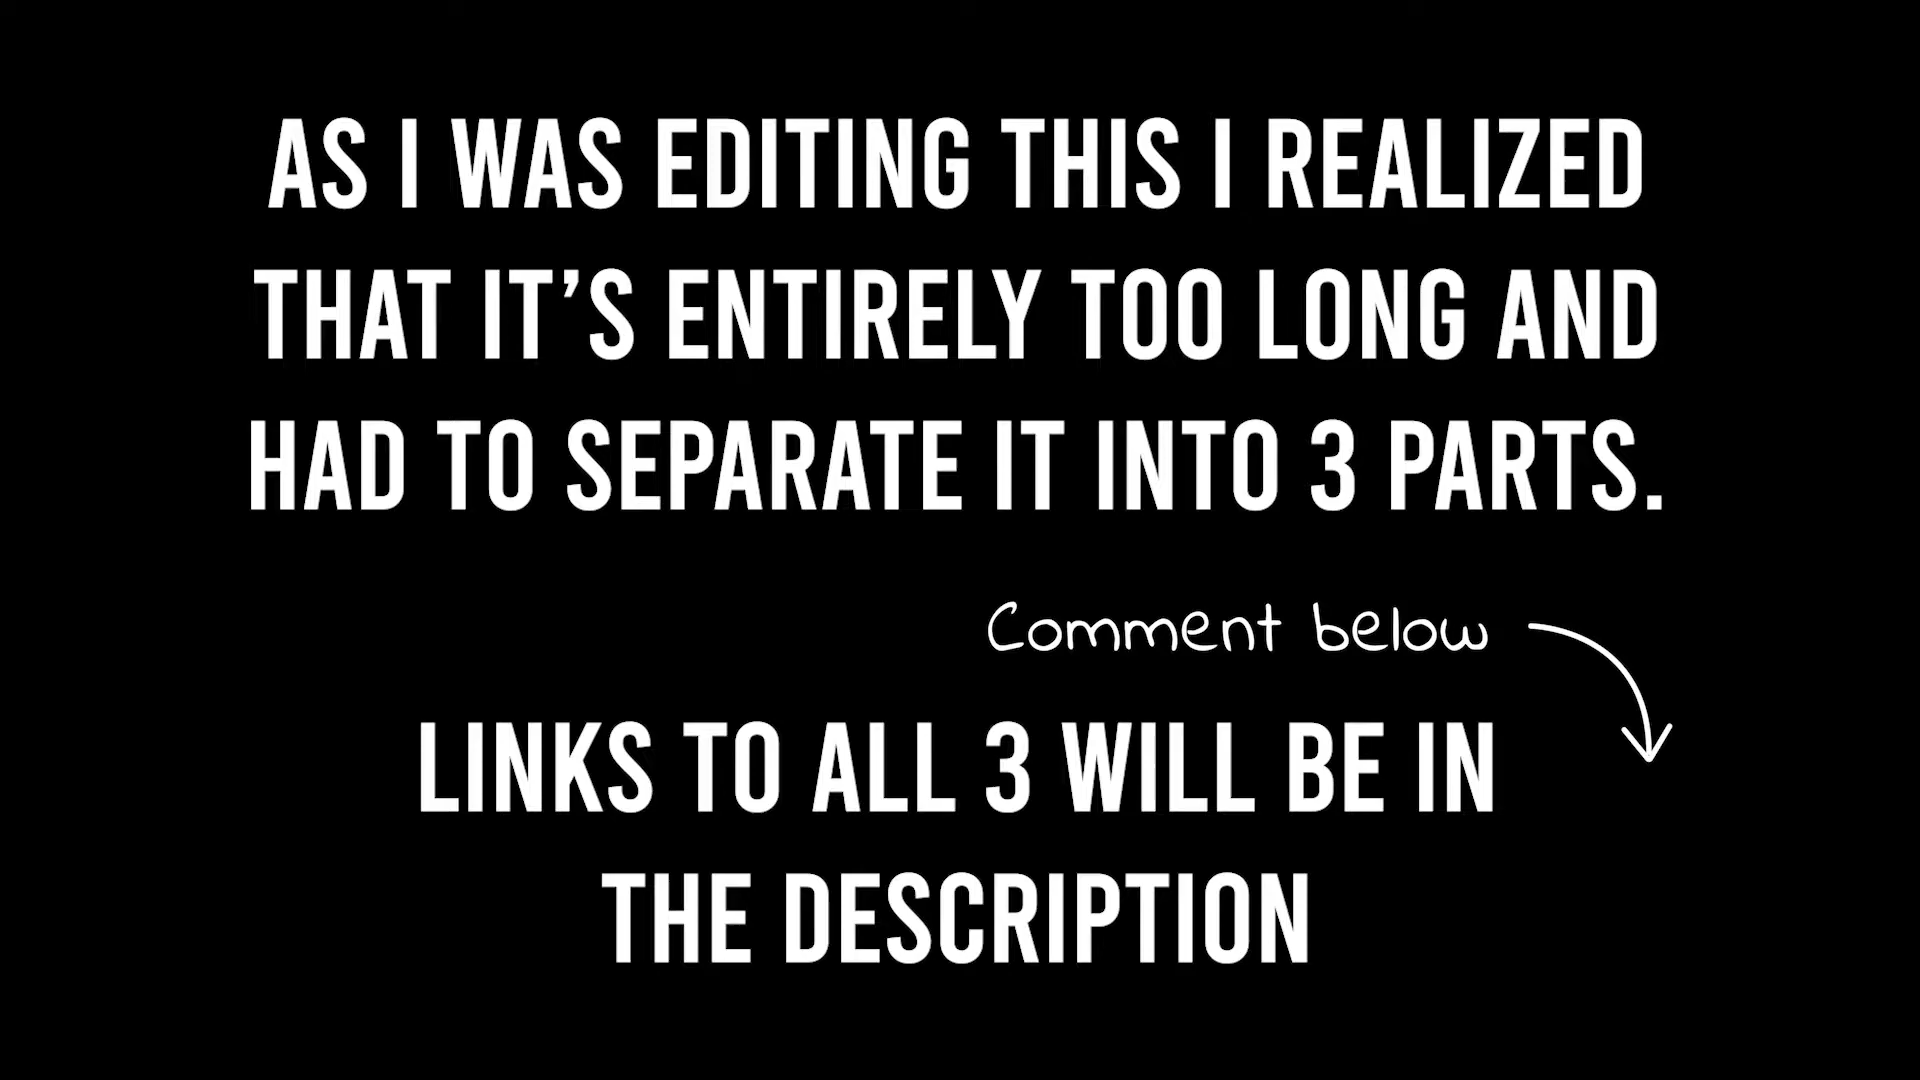 AS I WAS EDITING THIS I REALIZED
THAT IT’S ENTIRELY TOO LONG AND
HAD TO SEPARATE IT INTO 3 PARTS.
Comment below
LINKS TO ALL 3 WILL BE IN
THE DESCRIPTION